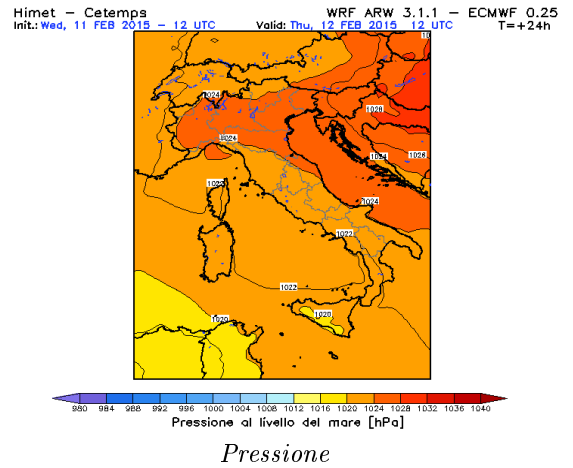 Himet – Cetemps WRF ARW 3.1.1 – ECMWF 0.25
Init.: Wed, 11 FEB 2015 – 12 UTC Valid: Thu, 12 FEB 2015 – 12 UTC T=+24h
1024
1028
1024
1024
1028
1022
1024
1022
1022
1020
1020
980 984 988 992 996 1000 1004 1008 1012 1016 1020 1024 1028 1032 1036 1040
Pressione al livello del mare [hPa]
Pressione